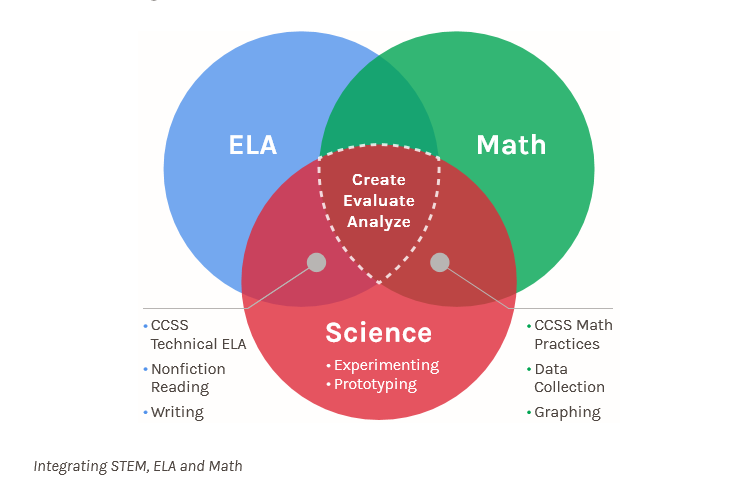 ELA
Math
Create
Evaluate
Analyze
Science
• Experimenting
• Prototyping
• CCSS
Technical ELA
• Nonfiction
Reading
• Writing
• CCSS Math
Practices
• Data
Collection
• Graphing
Integrating STEM, ELA and Math